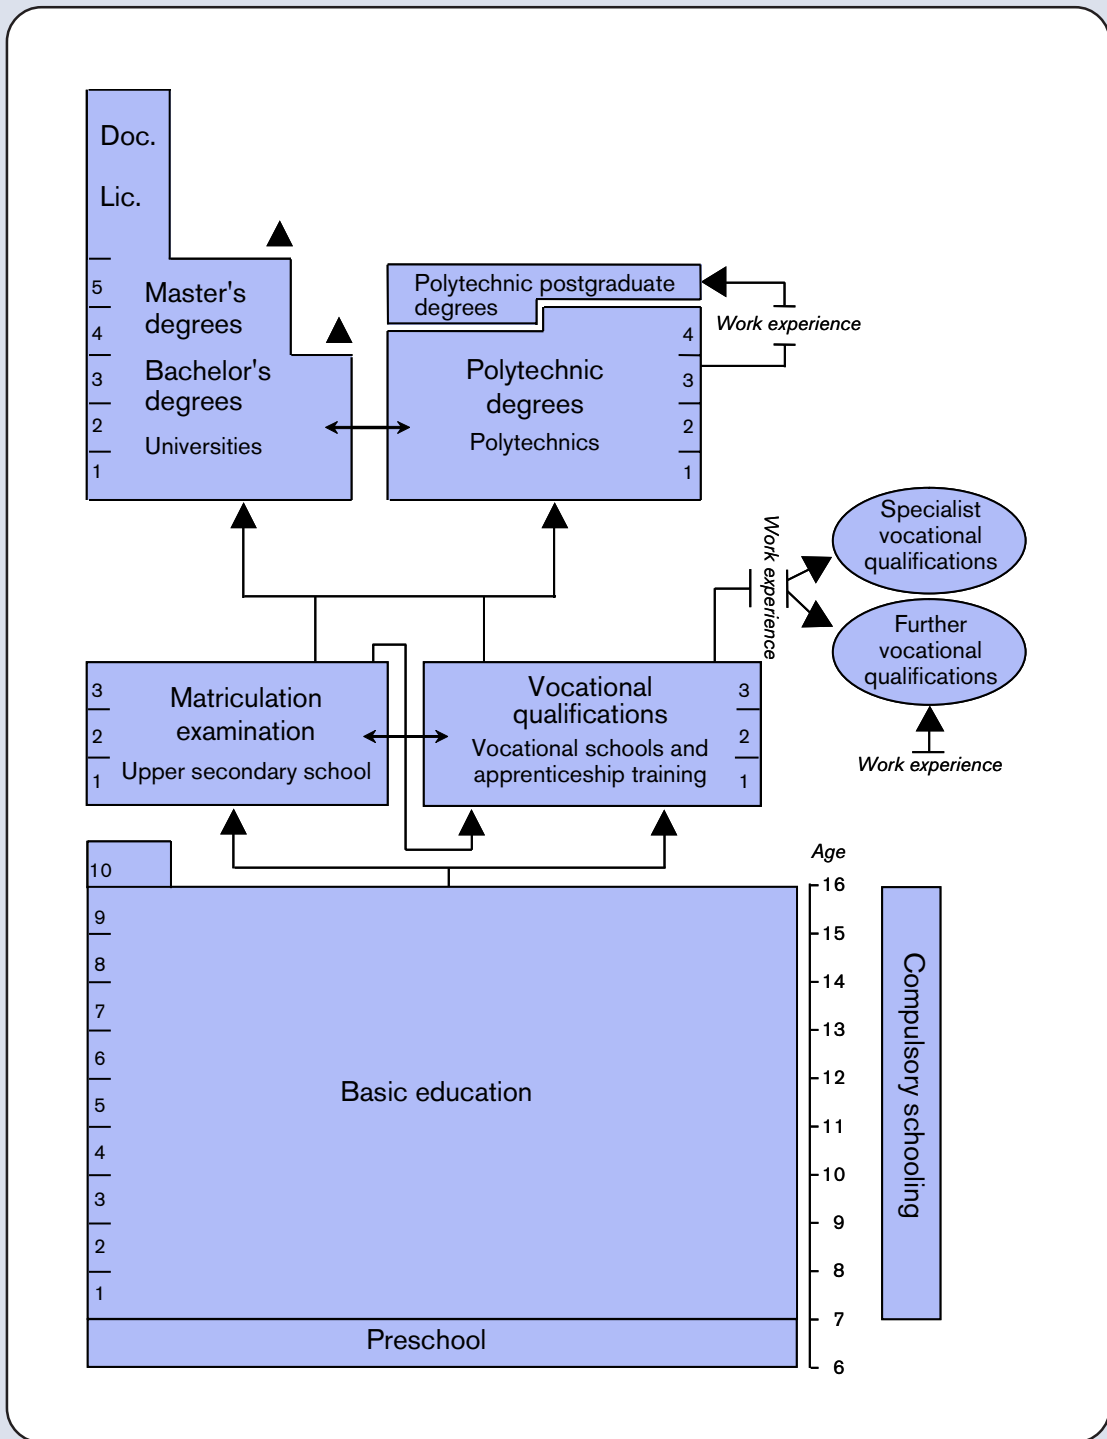 Doc.
Lic.
5
Master's
degrees
4
3
Bachelor's
degrees
2
Universities
1
Polytechnic postgraduate
degrees
Work experience
4
Polytechnic
degrees
3
2
Polytechnics
1
Work experience
Specialist
vocational
qualifications
Further
vocational
qualifications
Work experience
3
Matriculation
examination
2
Upper secondary school
1
Vocational
qualifications
3
Vocational schools and
apprenticeship training
2
1
10
9
8
7
6
5
4
3
2
1
Basic education
Preschool
Age
16
15
14
13
12
11
10
9
8
7
6
Compulsory schooling